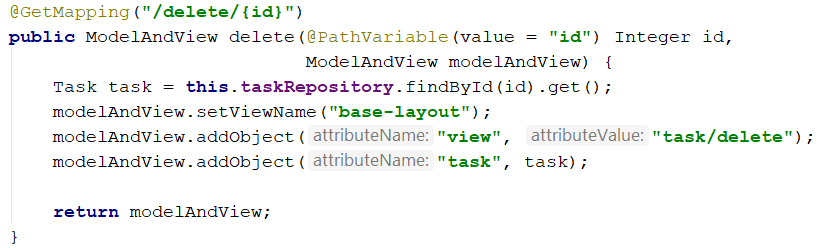 @GetMapping("/delete/{id}")
public ModelAndView delete(@PathVariable(value = "id") Integer id,
ModelAndView modelAndView) {
Task task = this.taskRepository.findById(id).get();
modelAndView.setViewName("base-layout");
modelAndView.addObject( attributeName: "view", attributeValue: "task/delete");
modelAndView.addObject( attributeName: "task", task);
return modelAndView;
}